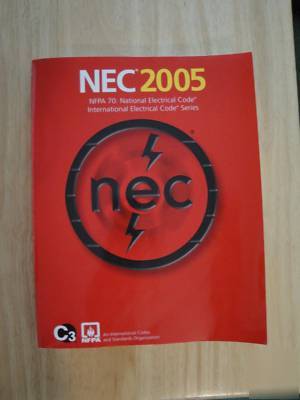 NEC® 2005
NFPA 70: National Electrical Code®
International Electrical Code® Series
nec
®
C3
NFPA
An International Codes
and Standards Organization